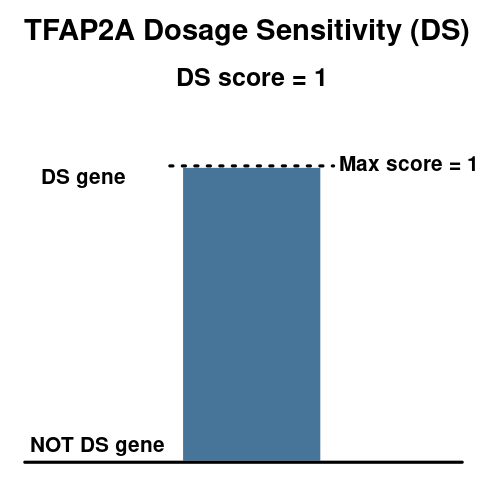 TFAP2A Dosage Sensitivity (DS)
DS score = 1
Max score = 1
DS gene
NOT DS gene